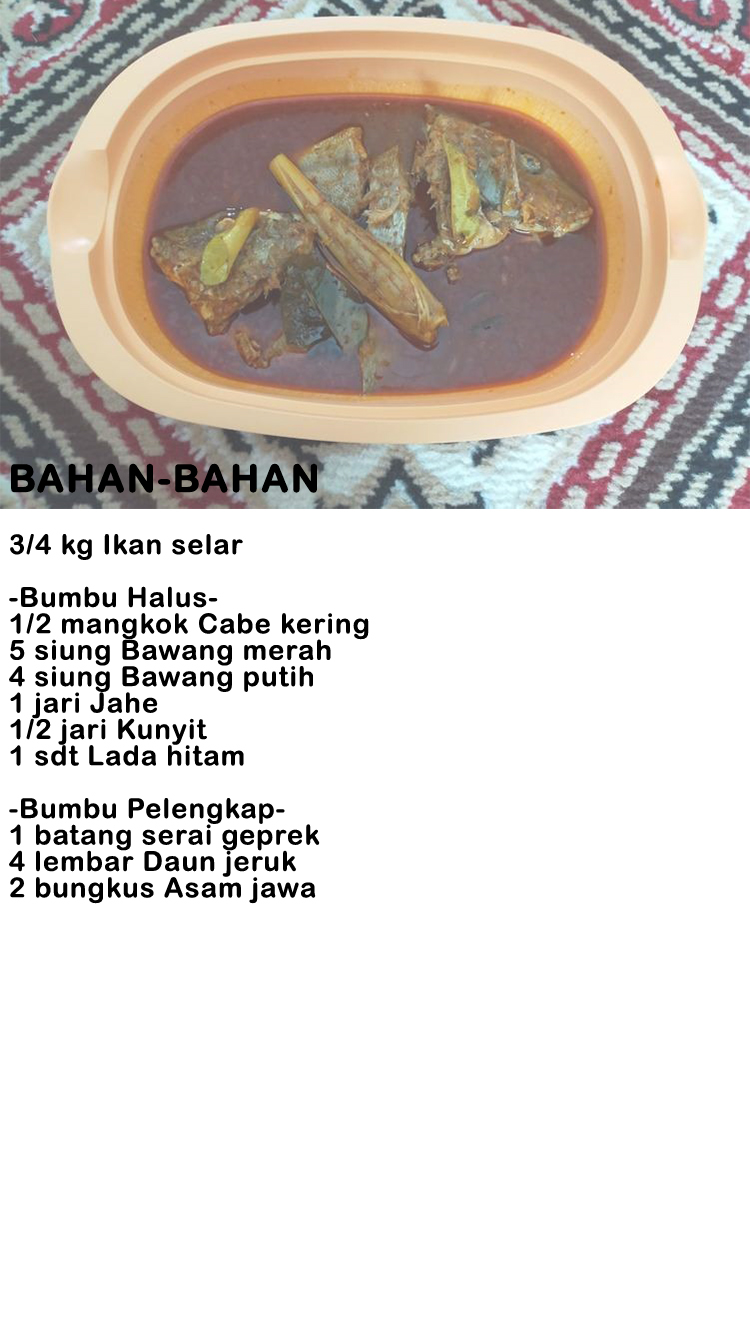 BAHAN-BAHAN
3/4 kg Ikan selar
-Bumbu Halus-
1/2 mangkok Cabe kering
5 siung Bawang merah
4 siung Bawang putih
1 jari Jahe
1/2 jari Kunyit
1 sdt Lada hitam
-Bumbu Pelengkap-
1 batang serai geprek
4 lembar Daun jeruk
2 bungkus Asam jawa